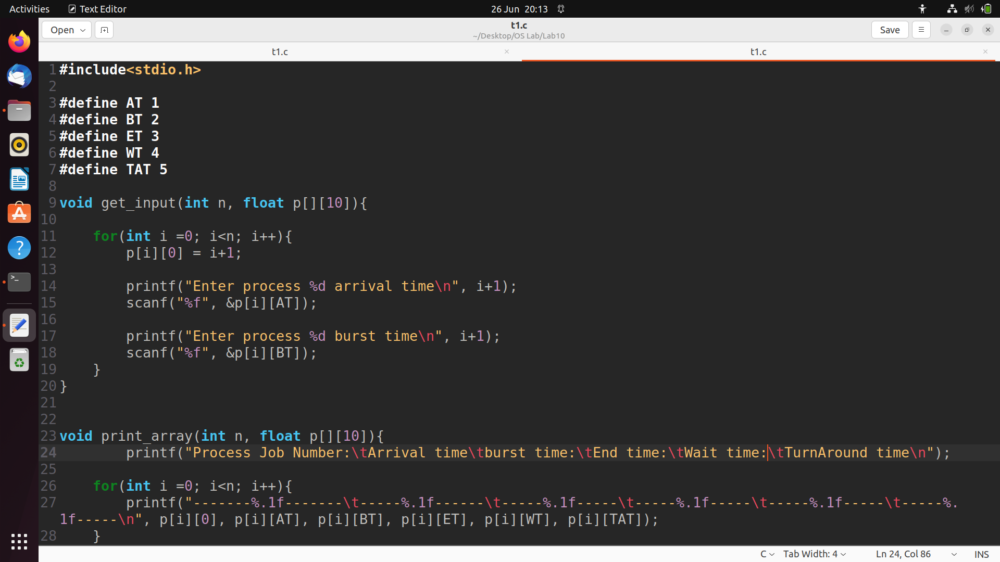 Activities Text Editor 26 Jun 20:13
Open t1.c Save
~/Desktop/OS Lab/Lab10
t1.c t1.c
1 #include<stdio.h>
2
3 #define AT 1
4 #define BT 2
5 #define ET 3
6 #define WT 4
7 #define TAT 5
8
9 void get_input(int n, float p[][10]){
10
11     for(int i =0; i<n; i++){
12         p[i][0] = i+1;
13
14         printf("Enter process %d arrival time\n", i+1);
15         scanf("%f", &p[i][AT]);
16
17         printf("Enter process %d burst time\n", i+1);
18         scanf("%f", &p[i][BT]);
19     }
20 }
21
22
23 void print_array(int n, float p[][10]){
24         printf("Process Job Number:\tArrival time\tburst time:\tEnd time:\tWait time:\tTurnAround time\n");
25
26     for(int i =0; i<n; i++){
27         printf("-------%.1f-------\t-----%.1f------\t-----%.1f-----\t-----%.1f-----\t-----%.1f-----\t-----%.
1f-----\n", p[i][0], p[i][AT], p[i][BT], p[i][ET], p[i][WT], p[i][TAT]);
28     }
C Tab Width: 4 Ln 24, Col 86 INS